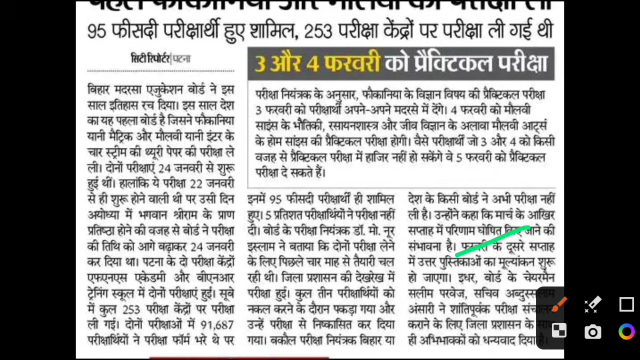 पहले फौकानिया और मौलवी की परीक्षा ली
95 फीसदी परीक्षार्थी हुए शामिल, 253 परीक्षा केंद्रों पर परीक्षा ली गई थी
सिटी रिपोर्टर|पटना
बिहार मदरसा एजुकेशन बोर्ड ने इस
साल इतिहास रच दिया। इस साल देश
का यह पहला बोर्ड है जिसने फौकानिया
यानी मैट्रिक और मौलवी यानी इंटर के
चार स्ट्रीम की थ्यूरी पेपर की परीक्षा ले
ली। दोनों परीक्षाएं 24 जनवरी से शुरू
हुई थीं। हालांकि ये परीक्षा 22 जनवरी
से ही शुरू होने वाली थी पर उसी दिन
अयोध्या में भगवान श्रीराम के प्राण
प्रतिष्ठा होने की वजह से बोर्ड ने परीक्षा
की तिथि को आगे बढ़ाकर 24 जनवरी
कर दिया था। पटना के दो परीक्षा केंद्रों
एफएनएस एकेडमी और बीएनआर
ट्रेनिंग स्कूल में दोनों परीक्षाएं हुईं। सूबे
में कुल 253 परीक्षा केंद्रों पर परीक्षा
ली गई। दोनों परीक्षाओं में 91,687
परीक्षार्थियों ने परीक्षा फॉर्म भरे थे पर
3 और 4 फरवरी को प्रैक्टिकल परीक्षा
परीक्षा नियंत्रक के अनुसार, फौकानिया के विज्ञान विषय की प्रैक्टिकल परीक्षा
3 फरवरी को परीक्षार्थी अपने-अपने मदरसे में देंगे। 4 फरवरी को मौलवी
साइंस के भौतिकी, रसायनशास्त्र और जीव विज्ञान के अलावा मौलवी आर्ट्स
के होम साइंस की प्रैक्टिकल परीक्षा होगी। वैसे परीक्षार्थी जो 3 और 4 को किसी
वजह से प्रैक्टिकल परीक्षा में हाजिर नहीं हो सकेंगे वे 5 फरवरी को प्रैक्टिकल
परीक्षा दे सकते हैं।
इनमें 95 फीसदी परीक्षार्थी ही शामिल
हुए। 5 प्रतिशत परीक्षार्थियों ने परीक्षा नहीं
दी। बोर्ड के परीक्षा नियंत्रक डॉ. मो. नूर
इस्लाम ने बताया कि दोनों परीक्षा लेने
के लिए पिछले चार माह से तैयारी चल
रही थी। जिला प्रशासन की देखरेख में
परीक्षा हुई। कुल तीन परीक्षार्थियों को
नकल करने के दौरान पकड़ा गया और
उन्हें परीक्षा से निष्कासित कर दिया
गया। बकौल परीक्षा नियंत्रक बिहार या
देश के किसी बोर्ड ने अभी परीक्षा नहीं
ली है। उन्होंने कहा कि मार्च के आखिर
सप्ताह में परिणाम घोषित किए जाने की
संभावना है। फरवरी के दूसरे सप्ताह
में उत्तर पुस्तिकाओं का मूल्यांकन शुरू
हो जाएगा। इधर, बोर्ड के चेयरमैन
सलीम परवेज, सचिव अब्दुस्सलाम
अंसारी ने शांतिपूर्वक परीक्षा
कराने के लिए जिला प्रशासन के
ही अभिभावकों को धन्यवाद दिया है।